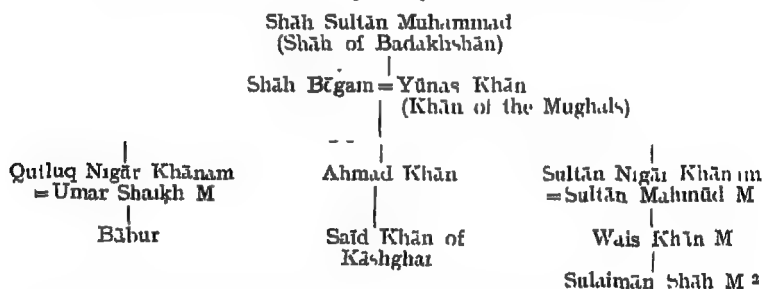 Shāh Sultān Muhammad
(Shāh of Badakhshān)
Shāh Bēgam = Yūnas Khān
(Khān of the Mughals)
Qutluq Nigār Khānam
= Umar Shaikh M
Bābur
Ahmad Khān
Saīd Khān of
Kāshghar
Sultān Nigār Khānım
= Sultān Mahmūd M
Wais Khān M
Sulaimān Shāh M ²